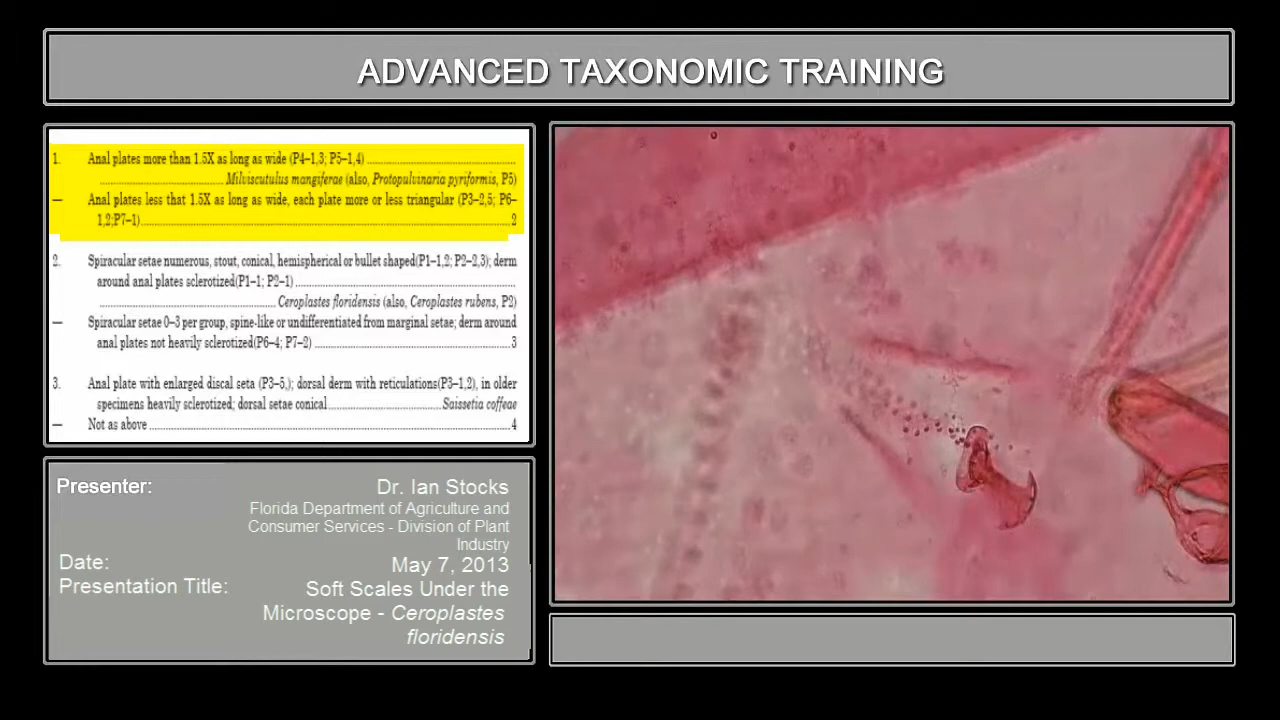 ADVANCED TAXONOMIC TRAINING
1. Anal plates more than 1.5X as long as wide (P4–1,3; P5–1,4)
Milviscutulus mangiferae (also, Protopulvinaria pyriformis, P5)
— Anal plates less that 1.5X as long as wide, each plate more or less triangular (P3–2,5; P6–
1,2;P7–1) 2
2. Spiracular setae numerous, stout, conical, hemispherical or bullet shaped(P1–1,2; P2–2,3); derm
around anal plates sclerotized(P1–1; P2–1)
Ceroplastes floridensis (also, Ceroplastes rubens, P2)
— Spiracular setae 0–3 per group, spine-like or undifferentiated from marginal setae; derm around
anal plates not heavily sclerotized(P6–4; P7–2) 3
3. Anal plate with enlarged discal seta (P3–5,); dorsal derm with reticulations(P3–1,2), in older
specimens heavily sclerotized; dorsal setae conical Saissetia coffeae
— Not as above 4
Presenter: Dr. Ian Stocks
Florida Department of Agriculture and
Consumer Services - Division of Plant
Industry
Date: May 7, 2013
Presentation Title: Soft Scales Under the
Microscope - Ceroplastes
floridensis